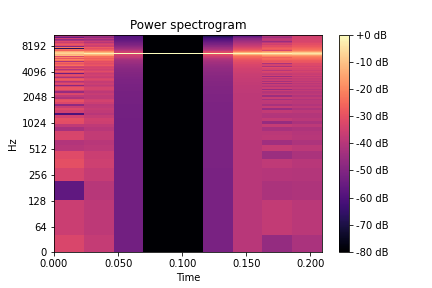 Power spectrogram
8192
4096
2048
1024
512
256
128
64
0
Hz
0.000 0.050 0.100 0.150 0.200
Time
+0 dB
-10 dB
-20 dB
-30 dB
-40 dB
-50 dB
-60 dB
-70 dB
-80 dB